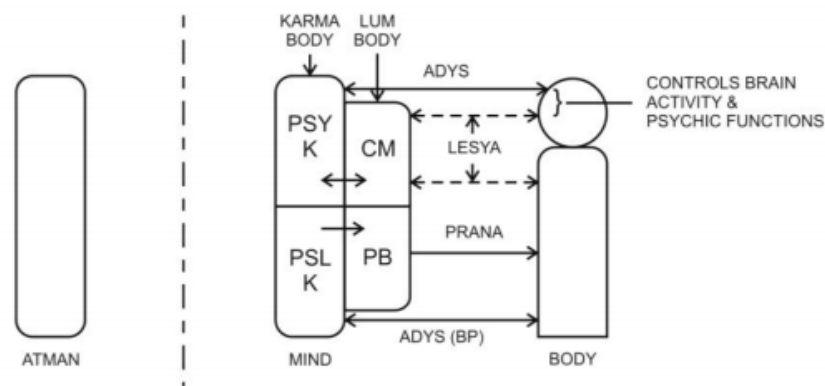 KARMA
BODY
LUM
BODY
ADYS
CONTROLS BRAIN
ACTIVITY &
PSYCHIC FUNCTIONS
PSY
K
CM
LESYA
PSL
K
PB
PRANA
ADYS (BP)
ATMAN
MIND
BODY